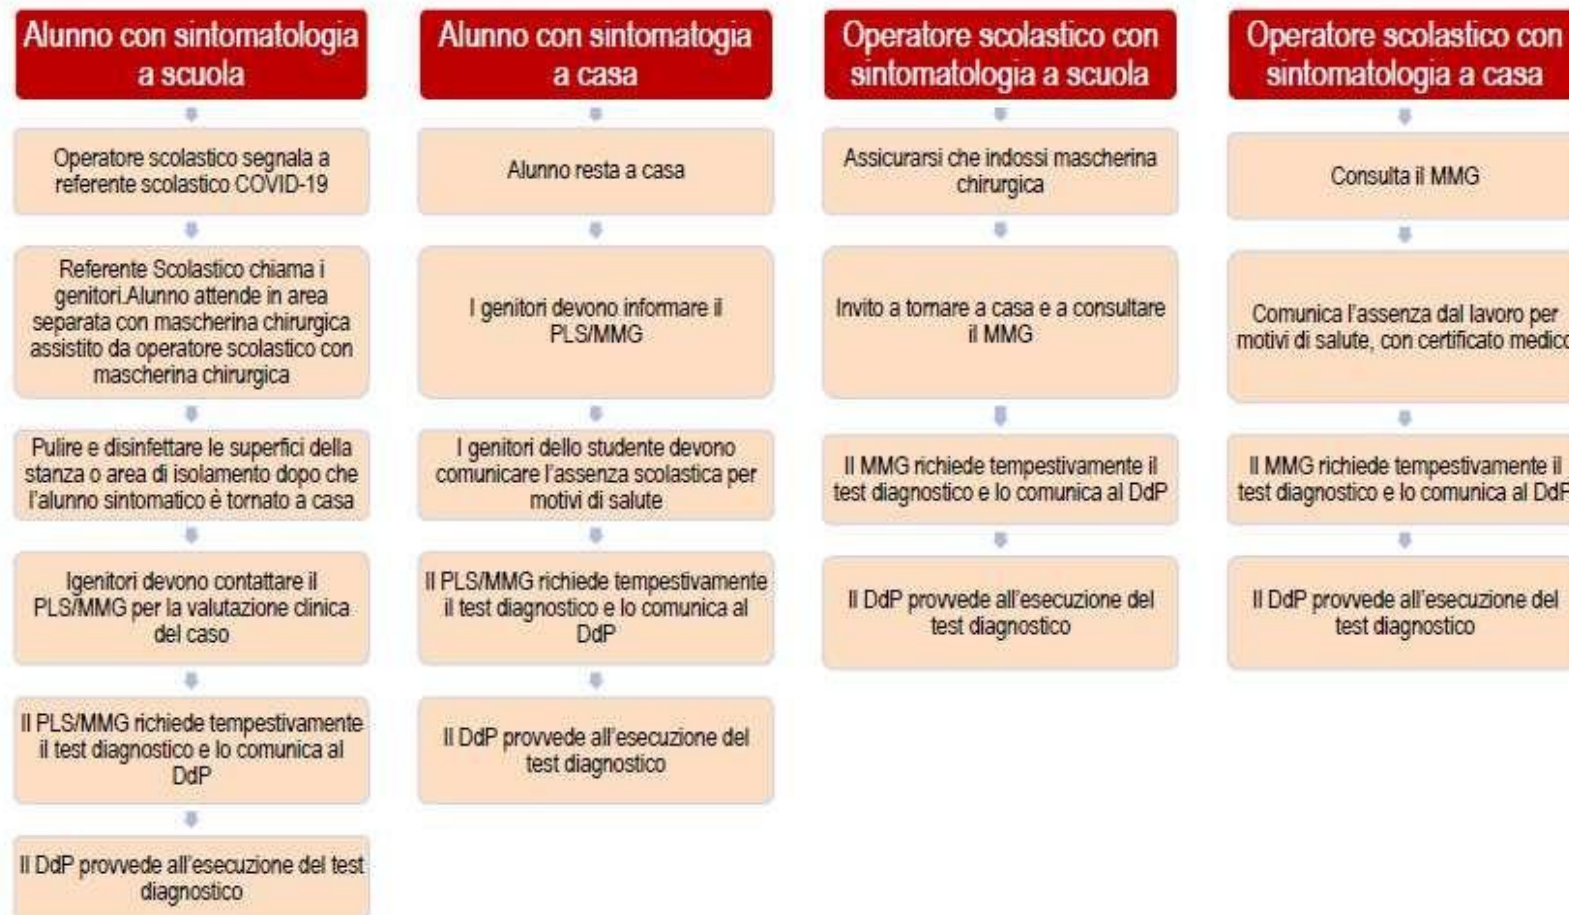 Alunno con sintomatologia
a scuola
Operatore scolastico segnala a
referente scolastico COVID-19
Referente Scolastico chiama i
genitori.Alunno attende in area
separata con mascherina chirurgica
assistito da operatore scolastico con
mascherina chirurgica
Pulire e disinfettare le superfici della
stanza o area di isolamento dopo che
l'alunno sintomatico è tornato a casa
Igenitori devono contattare il
PLS/MMG per la valutazione clinica
del caso
Il PLS/MMG richiede tempestivamente
il test diagnostico e lo comunica al
DdP
Il DdP provvede all'esecuzione del test
diagnostico
Alunno con sintomatogia
a casa
Alunno resta a casa
I genitori devono informare il
PLS/MMG
I genitori dello studente devono
comunicare l'assenza scolastica per
motivi di salute
Il PLS/MMG richiede tempestivamente
il test diagnostico e lo comunica al
DdP
Il DdP provvede all'esecuzione del
test diagnostico
Operatore scolastico con
sintomatologia a scuola
Assicurarsi che indossi mascherina
chirurgica
Invito a tornare a casa e a consultare
il MMG
Il MMG richiede tempestivamente il
test diagnostico e lo comunica al DdP
Il DdP provvede all'esecuzione del
test diagnostico
Operatore scolastico con
sintomatologia a casa
Consulta il MMG
Comunica l'assenza dal lavoro per
motivi di salute, con certificato medico
Il MMG richiede tempestivamente il
test diagnostico e lo comunica al DdP
Il DdP provvede all'esecuzione del
test diagnostico